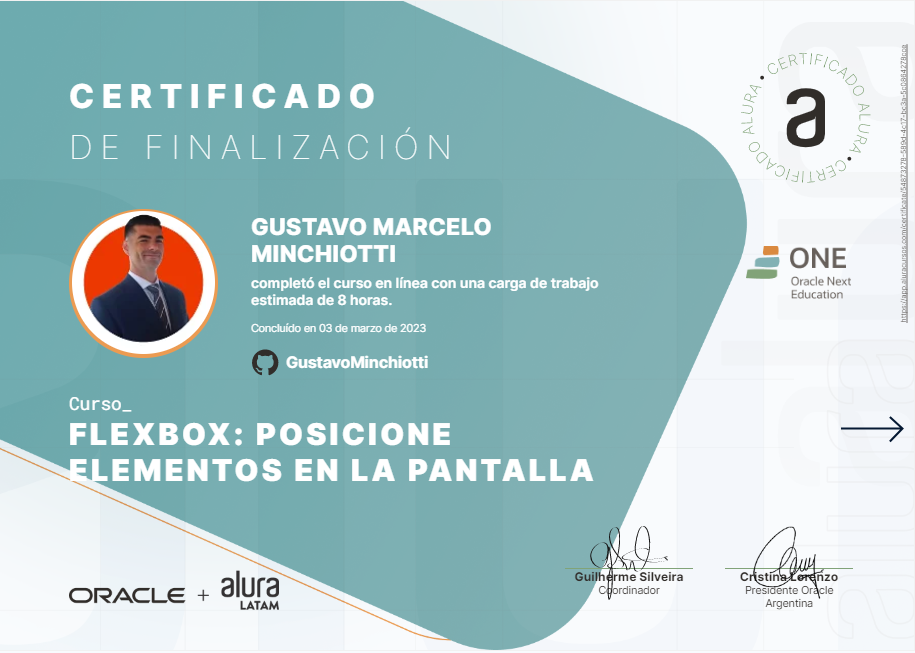 CERTIFICADO
DE FINALIZACIÓN
CERTIFICADO ALURA • CERTIFICADO ALURA •
a
GUSTAVO MARCELO
MINCHIOTTI
completó el curso en línea con una carga de trabajo
estimada de 8 horas.
Concluído en 03 de marzo de 2023
GustavoMinchiotti
ONE
Oracle Next
Education
Curso_
FLEXBOX: POSICIONE
ELEMENTOS EN LA PANTALLA
ORACLE + alura
LATAM
Guilherme Silveira
Coordinador
Cristina Lorenzo
Presidente Oracle
Argentina